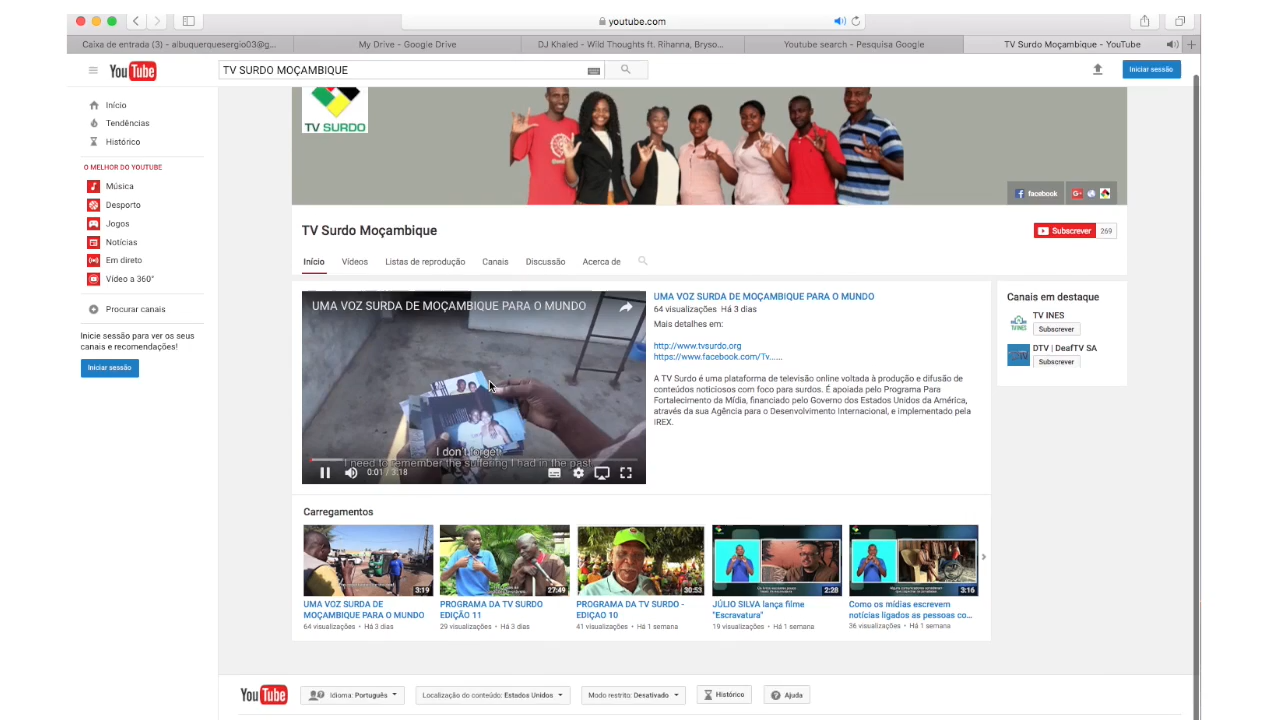 youtube.com
Caixa de entrada (3) - albuquerquesergio03@g...
My Drive - Google Drive
DJ Khaled - Wild Thoughts ft. Rihanna, Bryso...
Youtube search - Pesquisa Google
TV Surdo Moçambique - YouTube
YouTube
TV SURDO MOÇAMBIQUE
Iniciar sessão
Início
Tendências
Histórico
O MELHOR DO YOUTUBE
Música
Desporto
Jogos
Notícias
Em direto
Vídeo a 360°
Procurar canais
Inicie sessão para ver os seus
canais e recomendações!
Iniciar sessão
TV SURDO
facebook
TV Surdo Moçambique
Subscrever 269
Início
Vídeos
Listas de reprodução
Canais
Discussão
Acerca de
UMA VOZ SURDA DE MOÇAMBIQUE PARA O MUNDO
I don't forget.
I need to remember the suffering I had in the past
0:01 / 3:18
UMA VOZ SURDA DE MOÇAMBIQUE PARA O MUNDO
64 visualizações Há 3 dias
Mais detalhes em:
http://www.tvsurdo.org
https://www.facebook.com/Tv......
A TV Surdo é uma plataforma de televisão online voltada à produção e difusão de
conteúdos noticiosos com foco para surdos. É apoiada pelo Programa Para
Fortalecimento da Mídia, financiado pelo Governo dos Estados Unidos da América,
através da sua Agência para o Desenvolvimento Internacional, e implementado pela
IREX.
Canais em destaque
TV INES
Subscrever
DTV | DeafTV SA
Subscrever
Carregamentos
3:19
27:49
30:53
2:28
3:16
UMA VOZ SURDA DE
MOÇAMBIQUE PARA O MUNDO
64 visualizações • Há 3 dias
PROGRAMA DA TV SURDO
EDIÇÃO 11
29 visualizações • Há 3 dias
PROGRAMA DA TV SURDO -
EDIÇAO 10
41 visualizações • Há 1 semana
JÚLIO SILVA lança filme
"Escravatura"
19 visualizações • Há 1 semana
Como os mídias escrevem
notícias ligados as pessoas co...
36 visualizações • Há 1 semana
YouTube
Idioma: Português
Localização do conteúdo: Estados Unidos
Modo restrito: Desativado
Histórico
Ajuda